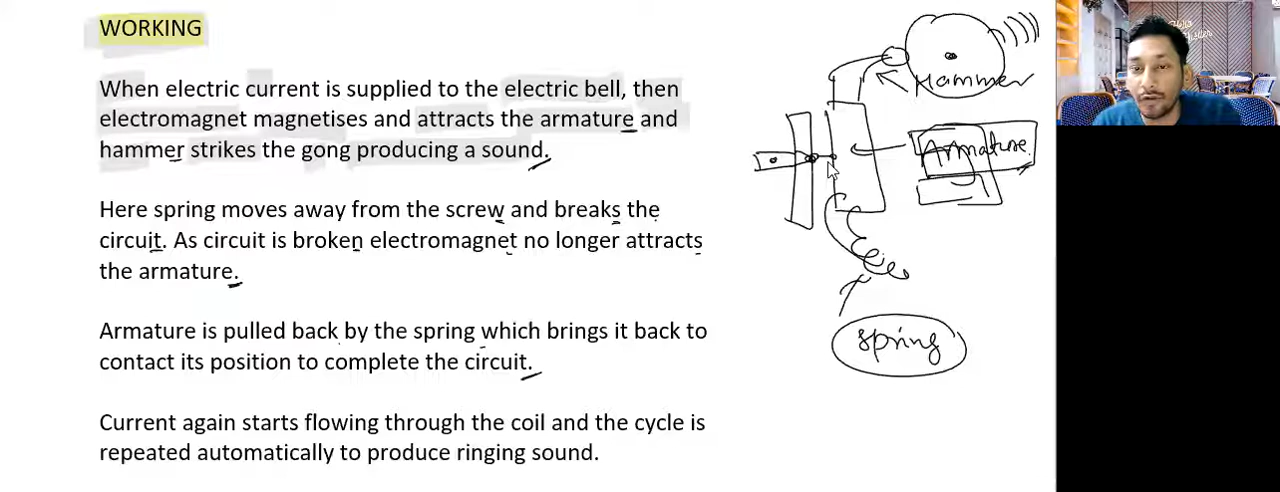 WORKING
When electric current is supplied to the electric bell, then
electromagnet magnetises and attracts the armature and
hammer strikes the gong producing a sound.
Here spring moves away from the screw and breaks the
circuit. As circuit is broken electromagnet no longer attracts
the armature.
Armature is pulled back by the spring which brings it back to
contact its position to complete the circuit.
Current again starts flowing through the coil and the cycle is
repeated automatically to produce ringing sound.
Hammer
Armature
Spring